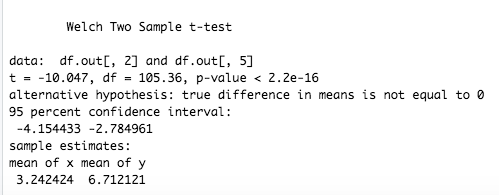 Welch Two Sample t-test
data:  df.out[, 2] and df.out[, 5]
t = -10.047, df = 105.36, p-value < 2.2e-16
alternative hypothesis: true difference in means is not equal to 0
95 percent confidence interval:
 -4.154433 -2.784961
sample estimates:
mean of x mean of y
 3.242424  6.712121